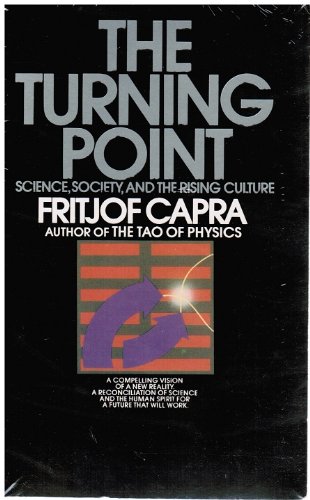 THE
TURNING
POINT
SCIENCE, SOCIETY, AND THE RISING CULTURE
FRITJOF CAPRA
AUTHOR OF THE TAO OF PHYSICS
A COMPELLING VISION
OF A NEW REALITY.
A RECONCILIATION OF SCIENCE
AND THE HUMAN SPIRIT FOR
A FUTURE THAT WILL WORK.